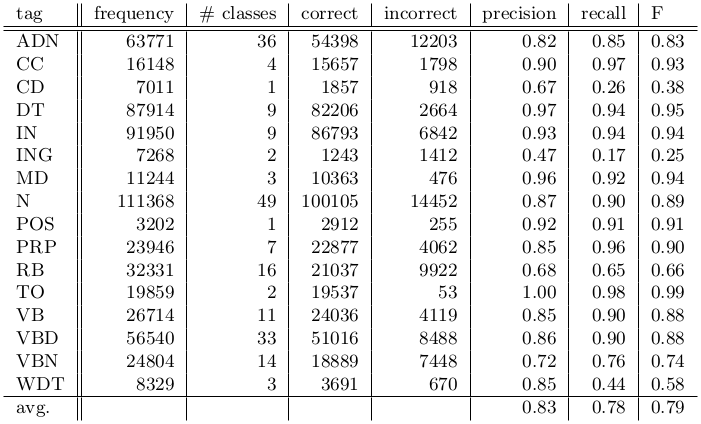 tag frequency # classes correct incorrect precision recall F
ADN 63771 36 54398 12203 0.82 0.85 0.83
CC 16148 4 15657 1798 0.90 0.97 0.93
CD 7011 1 1857 918 0.67 0.26 0.38
DT 87914 9 82206 2664 0.97 0.94 0.95
IN 91950 9 86793 6842 0.93 0.94 0.94
ING 7268 2 1243 1412 0.47 0.17 0.25
MD 11244 3 10363 476 0.96 0.92 0.94
N 111368 49 100105 14452 0.87 0.90 0.89
POS 3202 1 2912 255 0.92 0.91 0.91
PRP 23946 7 22877 4062 0.85 0.96 0.90
RB 32331 16 21037 9922 0.68 0.65 0.66
TO 19859 2 19537 53 1.00 0.98 0.99
VB 26714 11 24036 4119 0.85 0.90 0.88
VBD 56540 33 51016 8488 0.86 0.90 0.88
VBN 24804 14 18889 7448 0.72 0.76 0.74
WDT 8329 3 3691 670 0.85 0.44 0.58
avg. 0.83 0.78 0.79